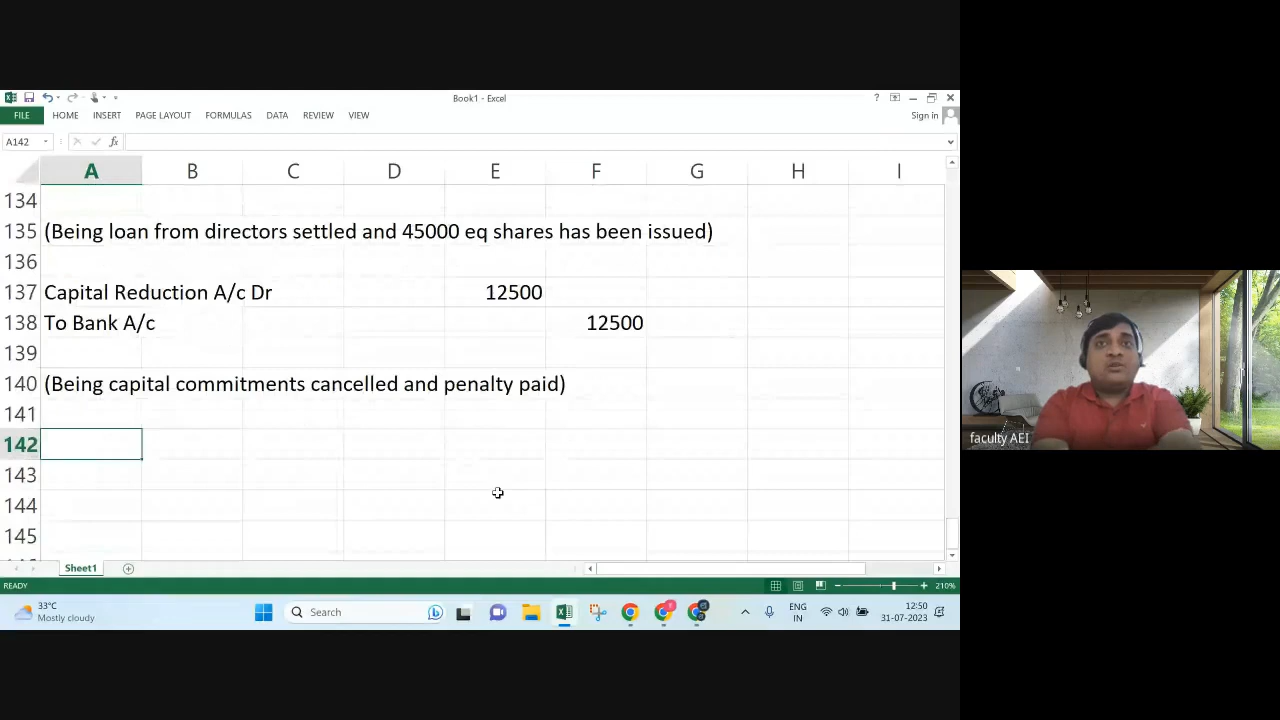 Book1 - Excel
?
FILE HOME INSERT PAGE LAYOUT FORMULAS DATA REVIEW VIEW
Sign in
A142 fx
A B C D E F G H I
134
135 (Being loan from directors settled and 45000 eq shares has been issued)
136
137 Capital Reduction A/c Dr 12500
138 To Bank A/c 12500
139
140 (Being capital commitments cancelled and penalty paid)
141
142
143
144
145
Sheet1
READY 210%
33°C
Mostly cloudy
Search
ENG
IN
12:50
31-07-2023
faculty AEI